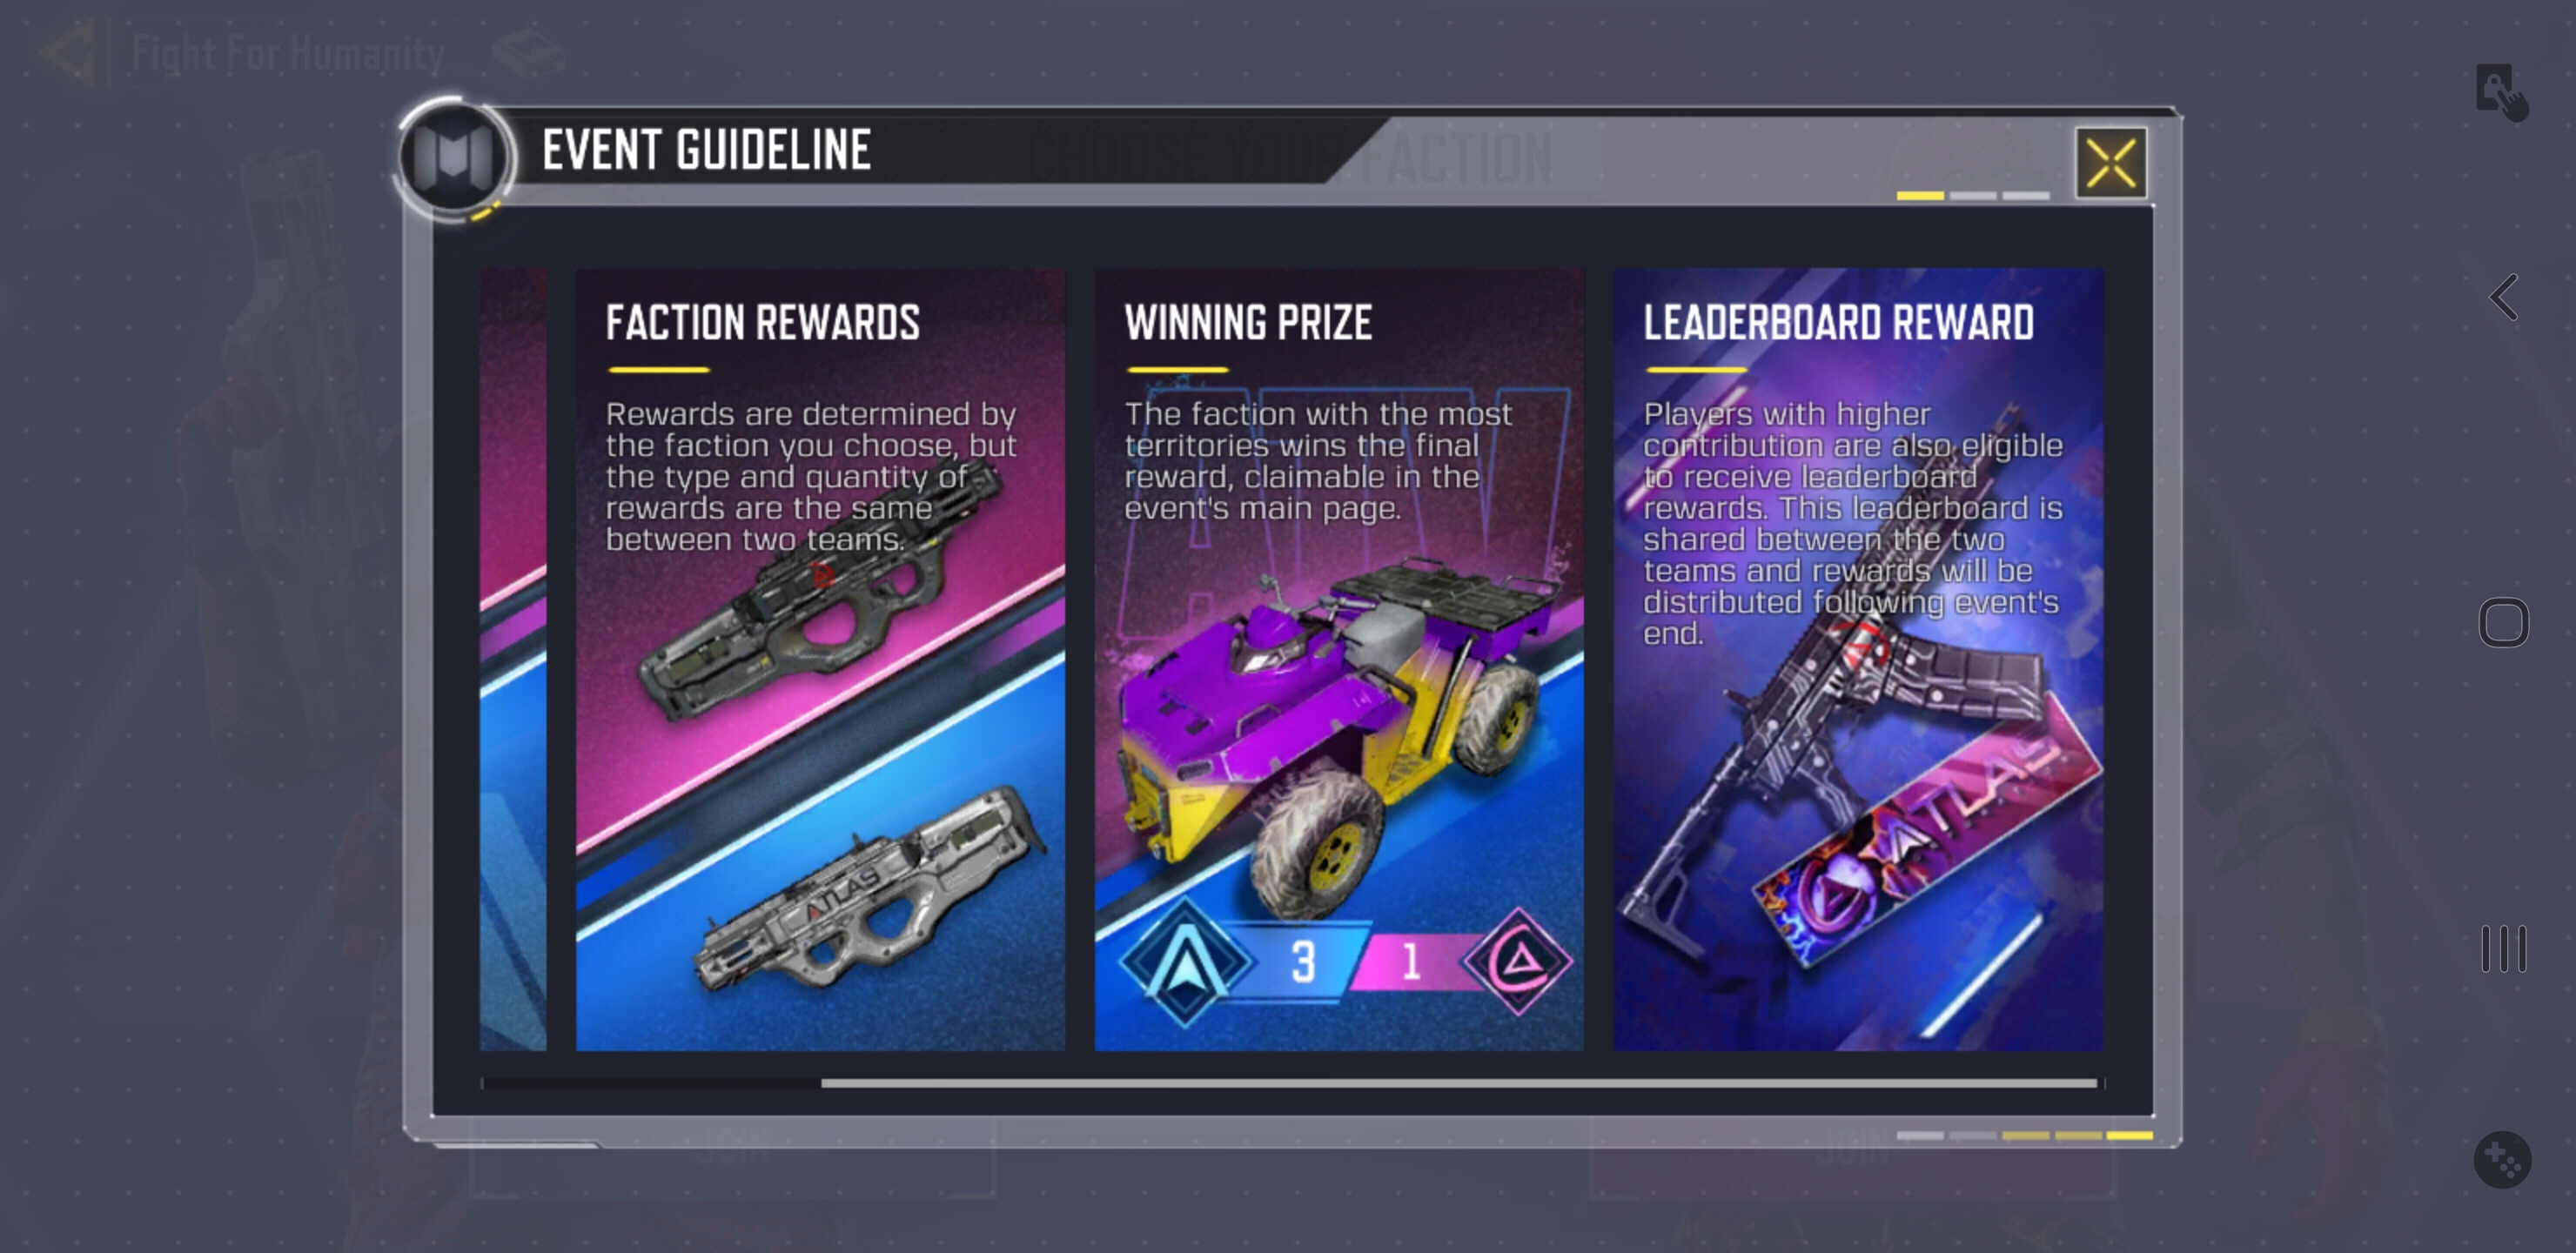 Fight For Humanity
CHOOSE YOUR FACTION
EVENT GUIDELINE
FACTION REWARDS
Rewards are determined by
the faction you choose, but
the type and quantity of
rewards are the same
between two teams.
ATLAS
WINNING PRIZE
The faction with the most
territories wins the final
reward, claimable in the
event's main page.
ATV
3
1
LEADERBOARD REWARD
Players with higher
contribution are also eligible
to receive leaderboard
rewards. This leaderboard is
shared between the two
teams and rewards will be
distributed following event's
end.
ATLAS
JOIN
JOIN